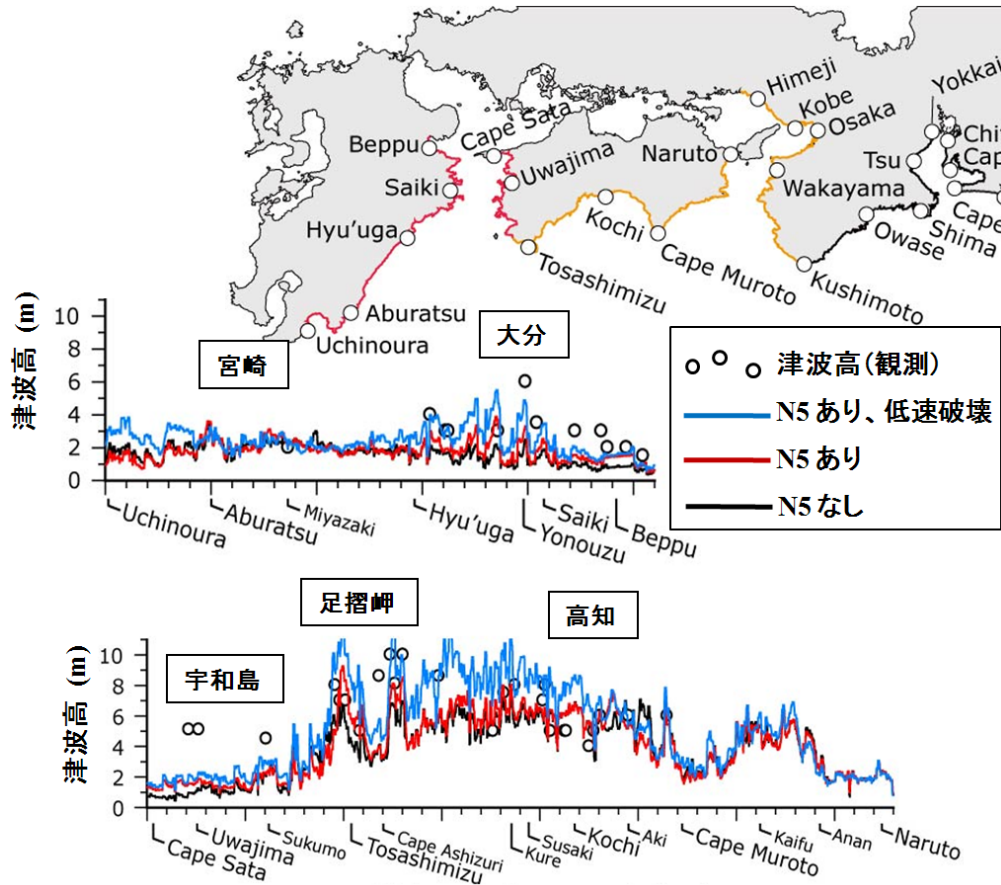 Himeji
Yokkai
Kobe
Osaka
Beppu
Cape Sata
Naruto
Chi
Cap
Tsu
Uwajima
Saiki
Wakayama
Cape
Hyu'uga
Kochi
Shima
Owase
Cape Muroto
Tosashimizu
Kushimoto
Aburatsu
Uchinoura
津波高 (m)
10
8
6
4
2
0
宮崎
大分
Uchinoura
Aburatsu
Miyazaki
Hyu'uga
Yonouzu
Saiki
Beppu
津波高(観測)
N5 あり、低速破壊
N5 あり
N5 なし
津波高 (m)
10
8
6
4
2
0
宇和島
足摺岬
高知
Cape Sata
Uwajima
Sukumo
Tosashimizu
Cape Ashizuri
Kure
Susaki
Kochi
Aki
Cape Muroto
Kaifu
Anan
Naruto